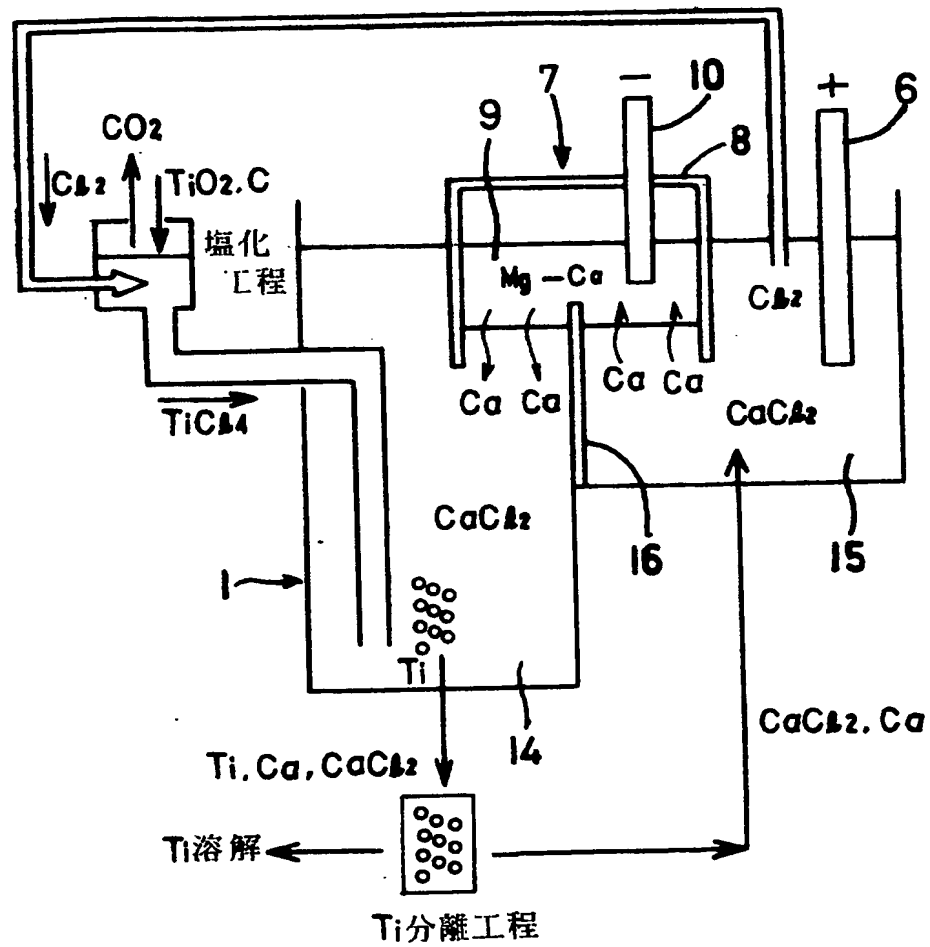 − 10 + 6
7
9
8
CO2
Cl2
TiO2.C
塩化
工程
Mg−Ca
Cl2
Ca Ca
Ca Ca
TiCl4
CaCl2
CaCl2
16
15
1
Ti
14
CaCl2.Ca
Ti.Ca,CaCl2
Ti溶解
Ti分離工程